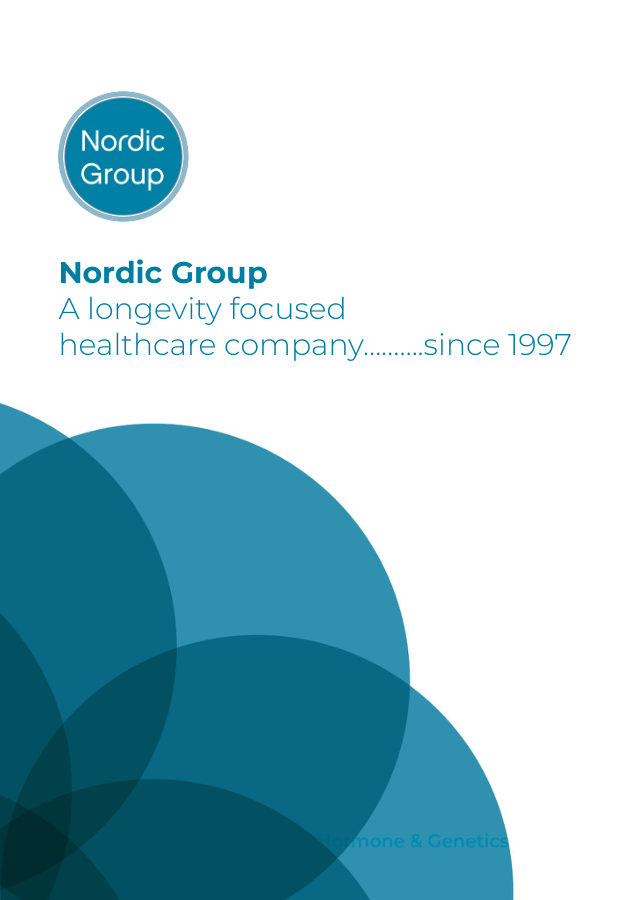 Nordic
Group
Nordic Group
A longevity focused
healthcare company..........since 1997
Hormone & Genetics